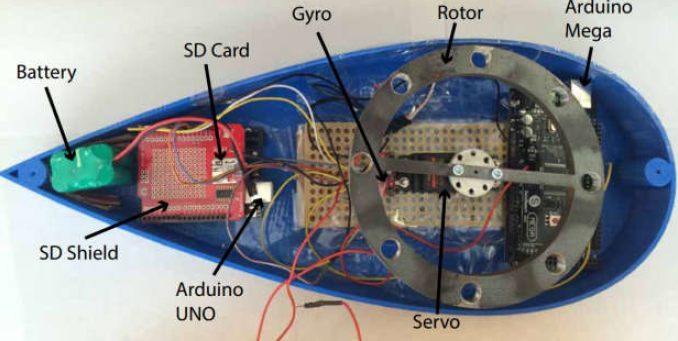 Arduino
Mega
Gyro
Rotor
SD Card
Battery
SD Shield
Arduino
UNO
Servo